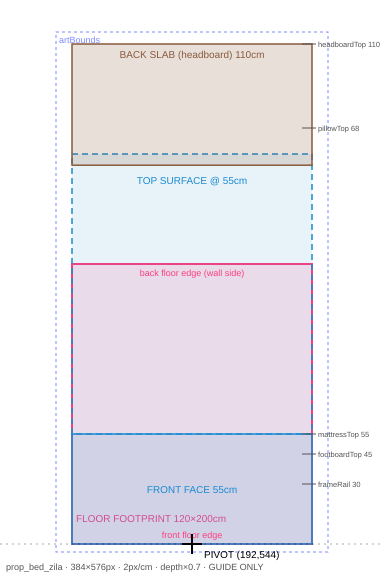 artBounds
headboardTop 110
BACK SLAB (headboard) 110cm
pillowTop 68
TOP SURFACE @ 55cm
back floor edge (wall side)
mattressTop 55
footboardTop 45
frameRail 30
FRONT FACE 55cm
FLOOR FOOTPRINT 120×200cm
front floor edge
PIVOT (192,544)
prop_bed_zila · 384×576px · 2px/cm · depth×0.7 · GUIDE ONLY